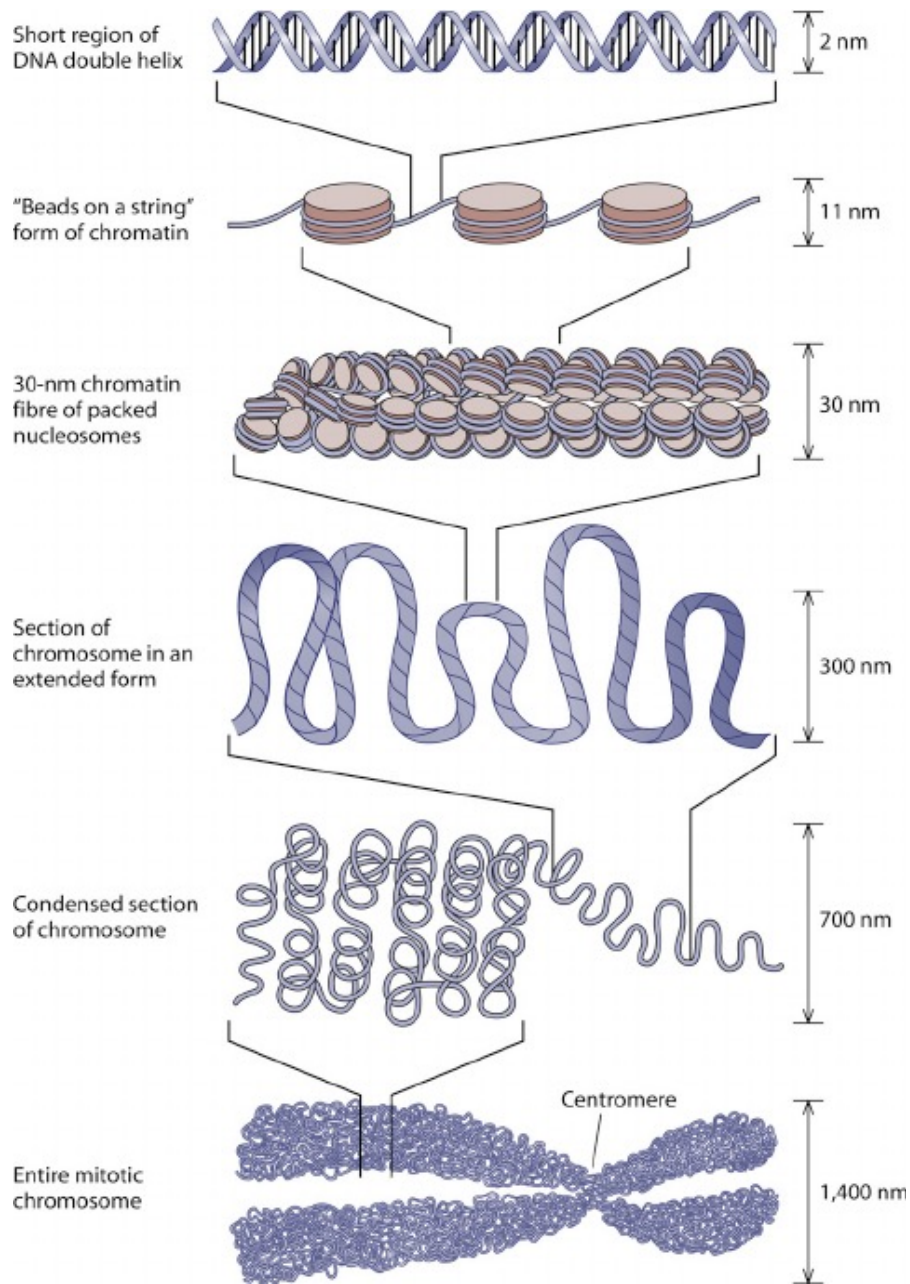 Short region of
DNA double helix
2 nm
“Beads on a string”
form of chromatin
11 nm
30-nm chromatin
fibre of packed
nucleosomes
30 nm
Section of
chromosome in an
extended form
300 nm
Condensed section
of chromosome
700 nm
Centromere
Entire mitotic
chromosome
1,400 nm